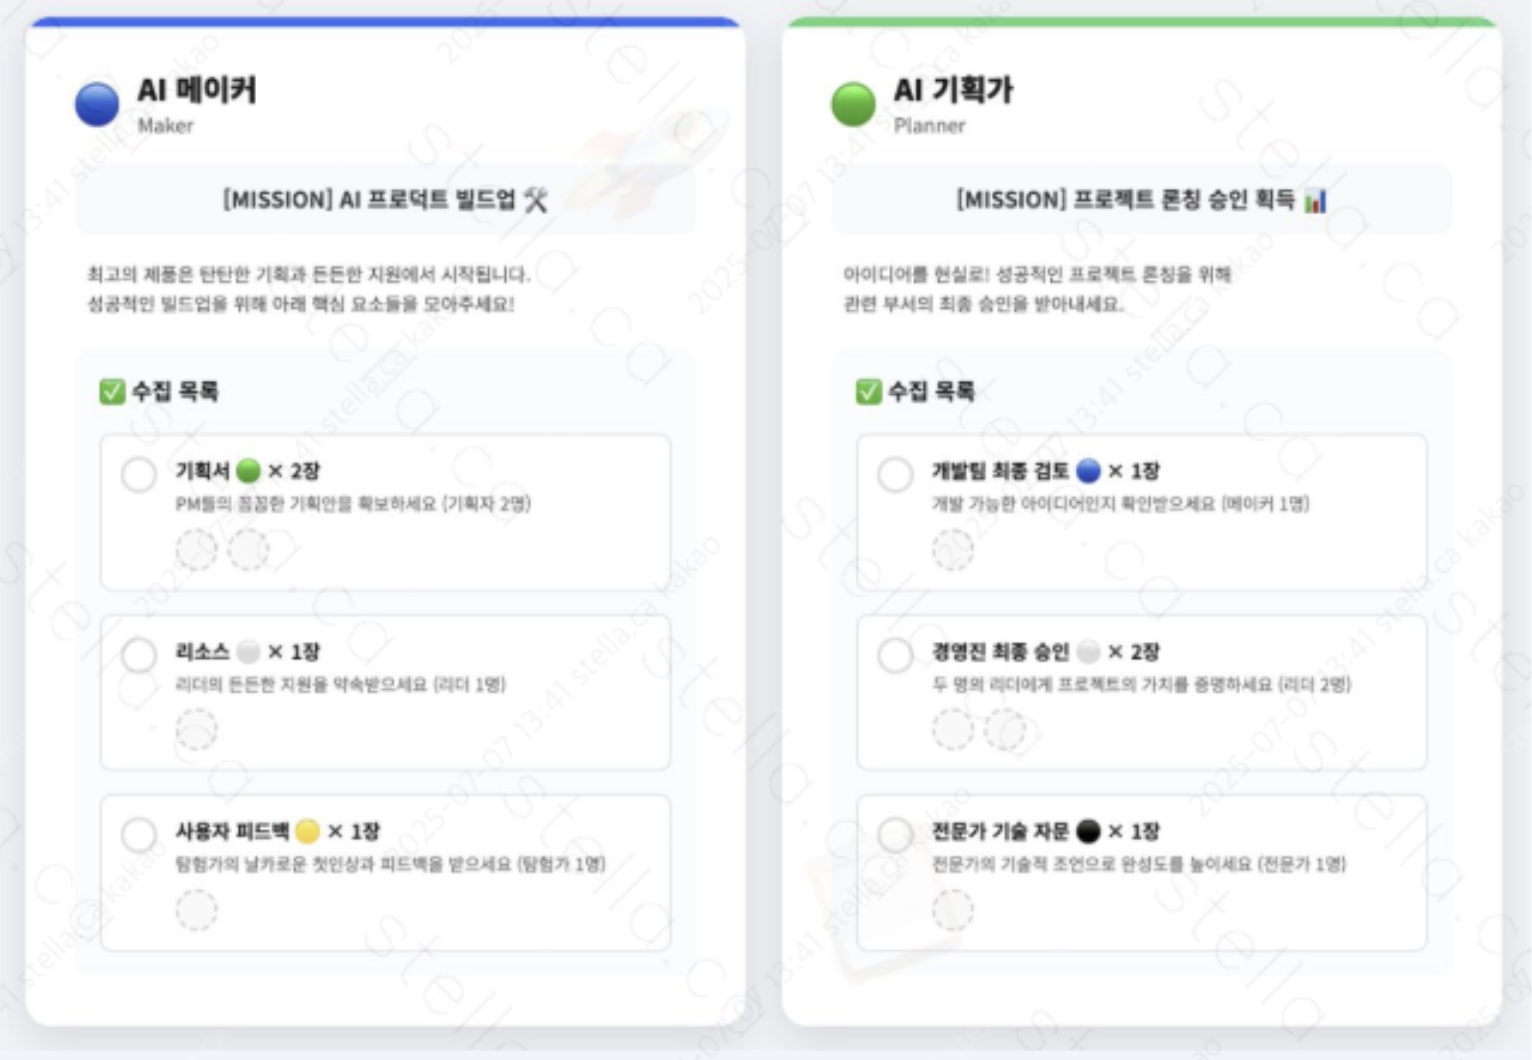 AI 메이커
Maker
[MISSION] AI 프로덕트 빌드업 🛠
최고의 제품은 탄탄한 기획과 든든한 지원에서 시작됩니다.
성공적인 빌드업을 위해 아래 핵심 요소들을 모아주세요!
✅ 수집 목록
기획서 🟢 × 2장
PM들의 꼼꼼한 기획안을 확보하세요 (기획자 2명)
리소스 ⚪ × 1장
리더의 든든한 지원을 약속받으세요 (리더 1명)
사용자 피드백 🟡 × 1장
탐험가의 날카로운 첫인상과 피드백을 받으세요 (탐험가 1명)
AI 기획가
Planner
[MISSION] 프로젝트 론칭 승인 획득 📊
아이디어를 현실로! 성공적인 프로젝트 론칭을 위해
관련 부서의 최종 승인을 받아내세요.
✅ 수집 목록
개발팀 최종 검토 🔵 × 1장
개발 가능한 아이디어인지 확인받으세요 (메이커 1명)
경영진 최종 승인 ⚪ × 2장
두 명의 리더에게 프로젝트의 가치를 증명하세요 (리더 2명)
전문가 기술 자문 ⚫ × 1장
전문가의 기술적 조언으로 완성도를 높이세요 (전문가 1명)
2025-07-07 13:41 stella.ca kakao
stella.ca